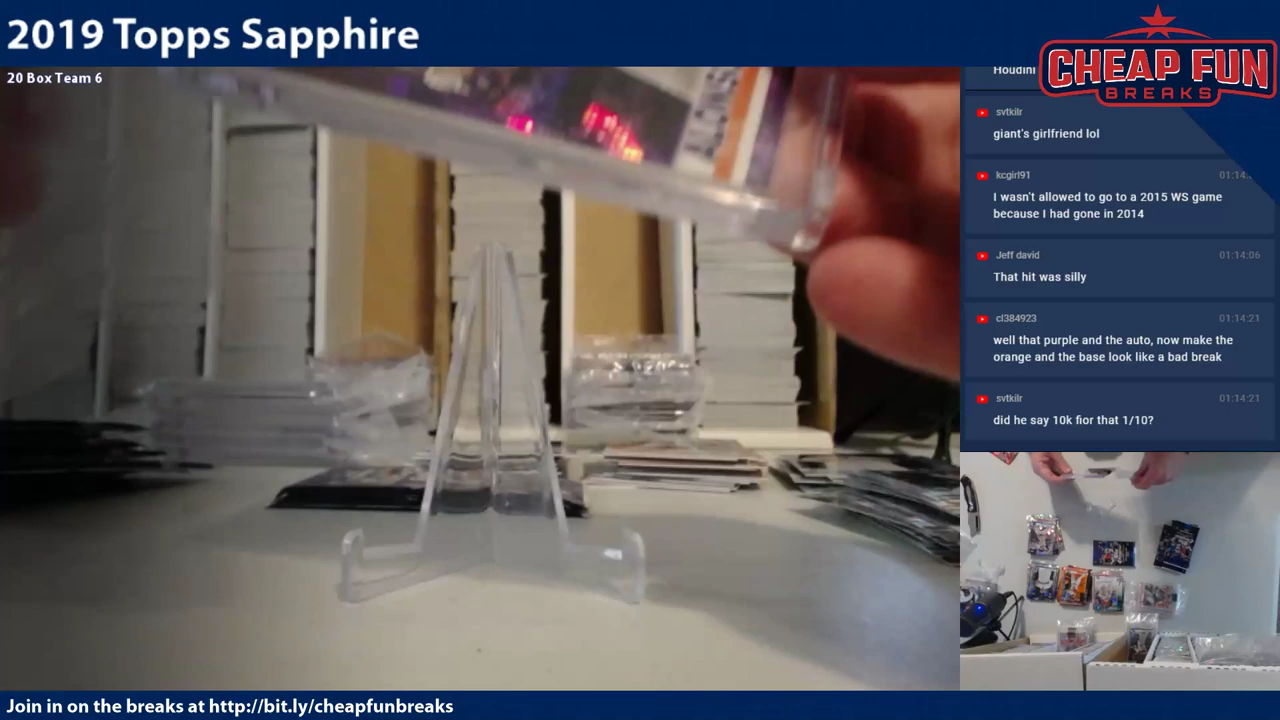 2019 Topps Sapphire
20 Box Team 6
CHEAP FUN
BREAKS
Houdini
svtkilr
giant's girlfriend lol
kcgirl91
01:14:
I wasn't allowed to go to a 2015 WS game
because I had gone in 2014
Jeff david
01:14:06
That hit was silly
cl384923
01:14:21
well that purple and the auto, now make the
orange and the base look like a bad break
svtkilr
01:14:21
did he say 10k fior that 1/10?
Join in on the breaks at http://bit.ly/cheapfunbreaks